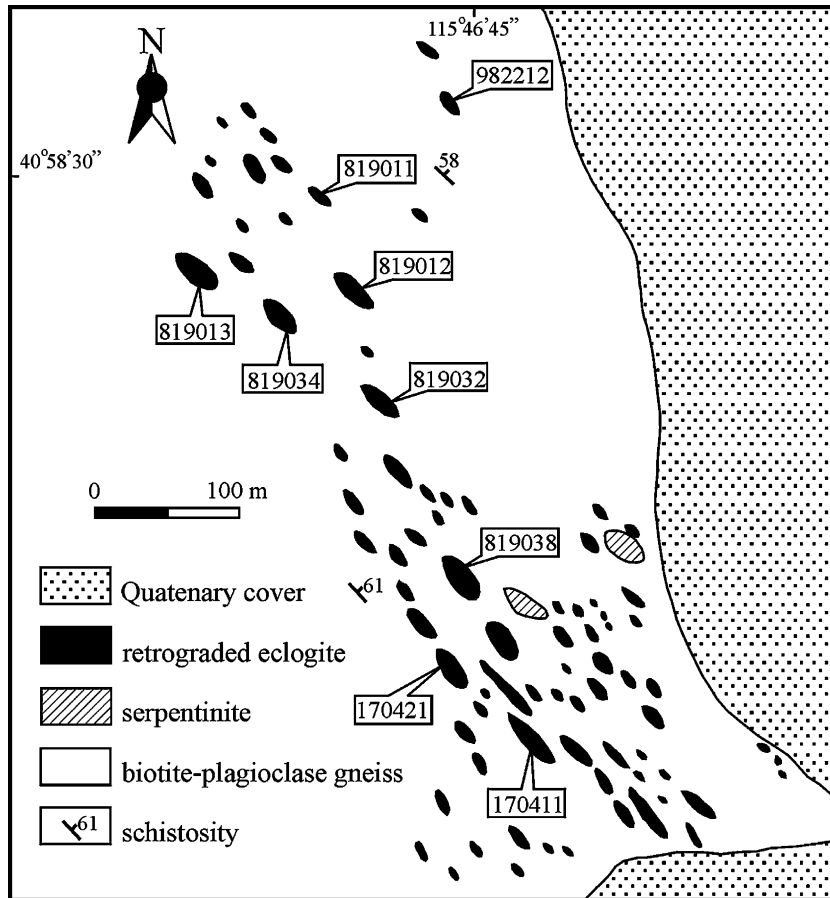 115°46'45"
N
982212
40°58'30"
819011
58
819012
819013
819034
819032
0 100 m
819038
61
Quatenary cover
retrograded eclogite
170421
serpentinite
biotite-plagioclase gneiss
170411
61 schistosity